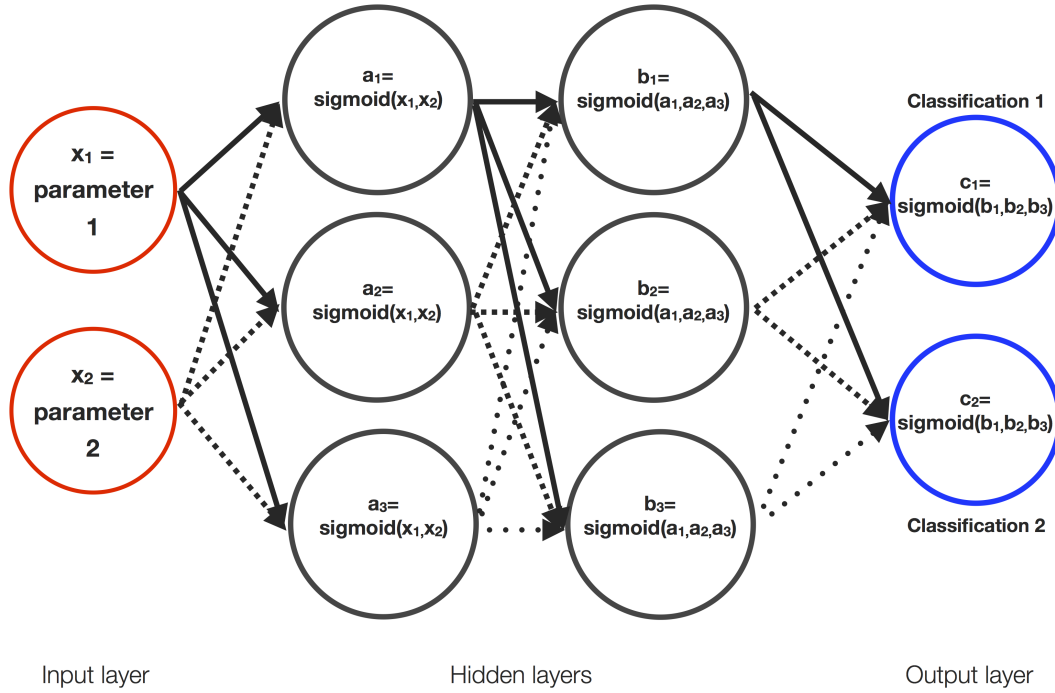 x₁ =
parameter
1
x₂ =
parameter
2
a₁=
sigmoid(x₁,x₂)
a₂=
sigmoid(x₁,x₂)
a₃=
sigmoid(x₁,x₂)
b₁=
sigmoid(a₁,a₂,a₃)
b₂=
sigmoid(a₁,a₂,a₃)
b₃=
sigmoid(a₁,a₂,a₃)
Classification 1
c₁=
sigmoid(b₁,b₂,b₃)
c₂=
sigmoid(b₁,b₂,b₃)
Classification 2
Input layer
Hidden layers
Output layer